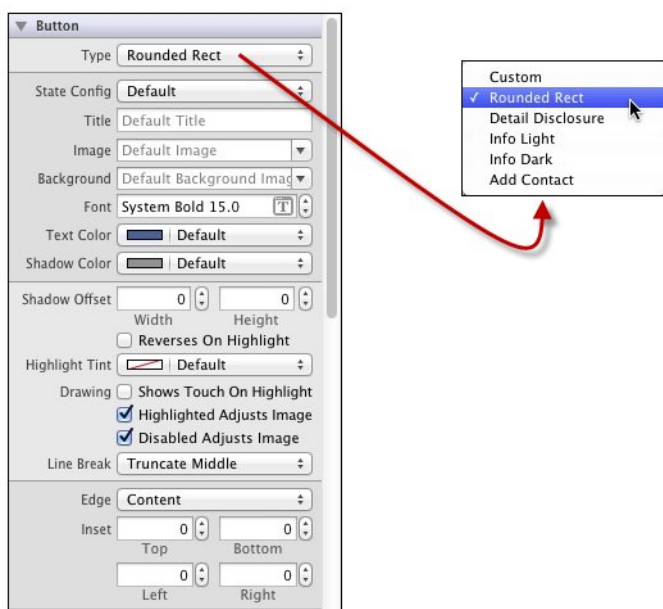 Button
Type Rounded Rect
State Config Default
Title Default Title
Image Default Image
Background Default Background Imag
Font System Bold 15.0 T
Text Color Default
Shadow Color Default
Shadow Offset 0 0
Width Height
Reverses On Highlight
Highlight Tint Default
Drawing Shows Touch On Highlight
Highlighted Adjusts Image
Disabled Adjusts Image
Line Break Truncate Middle
Edge Content
Inset 0 0
Top Bottom
0 0
Left Right
Custom
✓ Rounded Rect
Detail Disclosure
Info Light
Info Dark
Add Contact